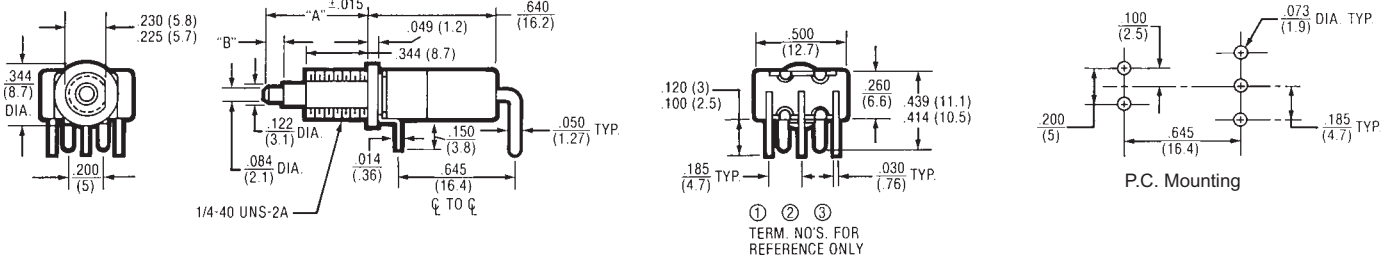 .230 (5.8)
.225 (5.7)
.344
(8.7)
DIA.
.200
(5)
"A"
±.015
.640
(16.2)
"B"
.049 (1.2)
.344 (8.7)
.122
(3.1)
DIA.
.084
(2.1)
DIA.
.014
(.36)
.150
(3.8)
.050
(1.27)
TYP.
.645
(16.4)
℄ TO ℄
1/4-40 UNS-2A
.500
(12.7)
.120 (3)
.100 (2.5)
.260
(6.6)
.439 (11.1)
.414 (10.5)
.185
(4.7)
TYP.
.030
(.76)
TYP.
① ② ③
TERM. NO'S. FOR
REFERENCE ONLY
.100
(2.5)
.073
(1.9)
DIA. TYP.
.200
(5)
.645
(16.4)
.185
(4.7)
TYP.
P.C. Mounting